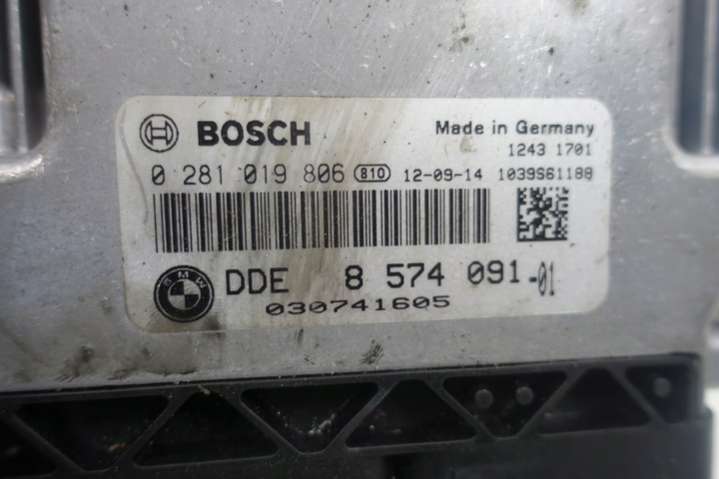 BOSCH
Made in Germany
1243 1701
0 281 019 806 810 12-09-14 1039S61188
BMW
DDE 8 574 091-01
030741605